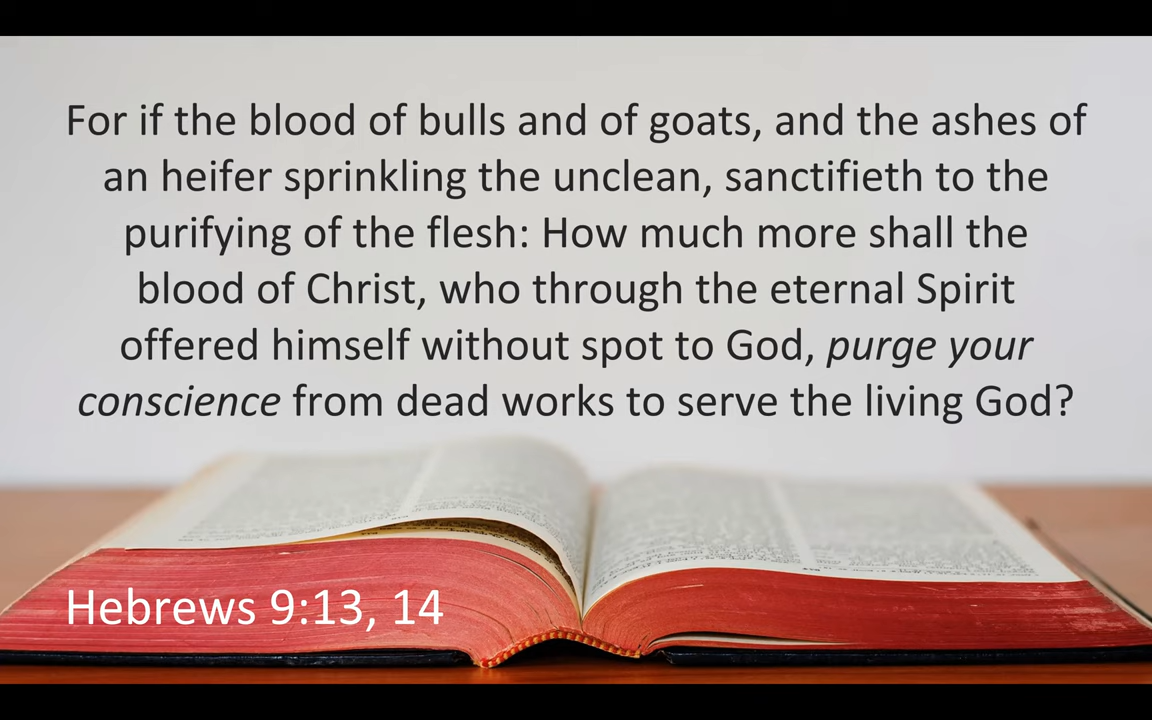 For if the blood of bulls and of goats, and the ashes of
an heifer sprinkling the unclean, sanctifieth to the
purifying of the flesh: How much more shall the
blood of Christ, who through the eternal Spirit
offered himself without spot to God, purge your
conscience from dead works to serve the living God?
Hebrews 9:13, 14